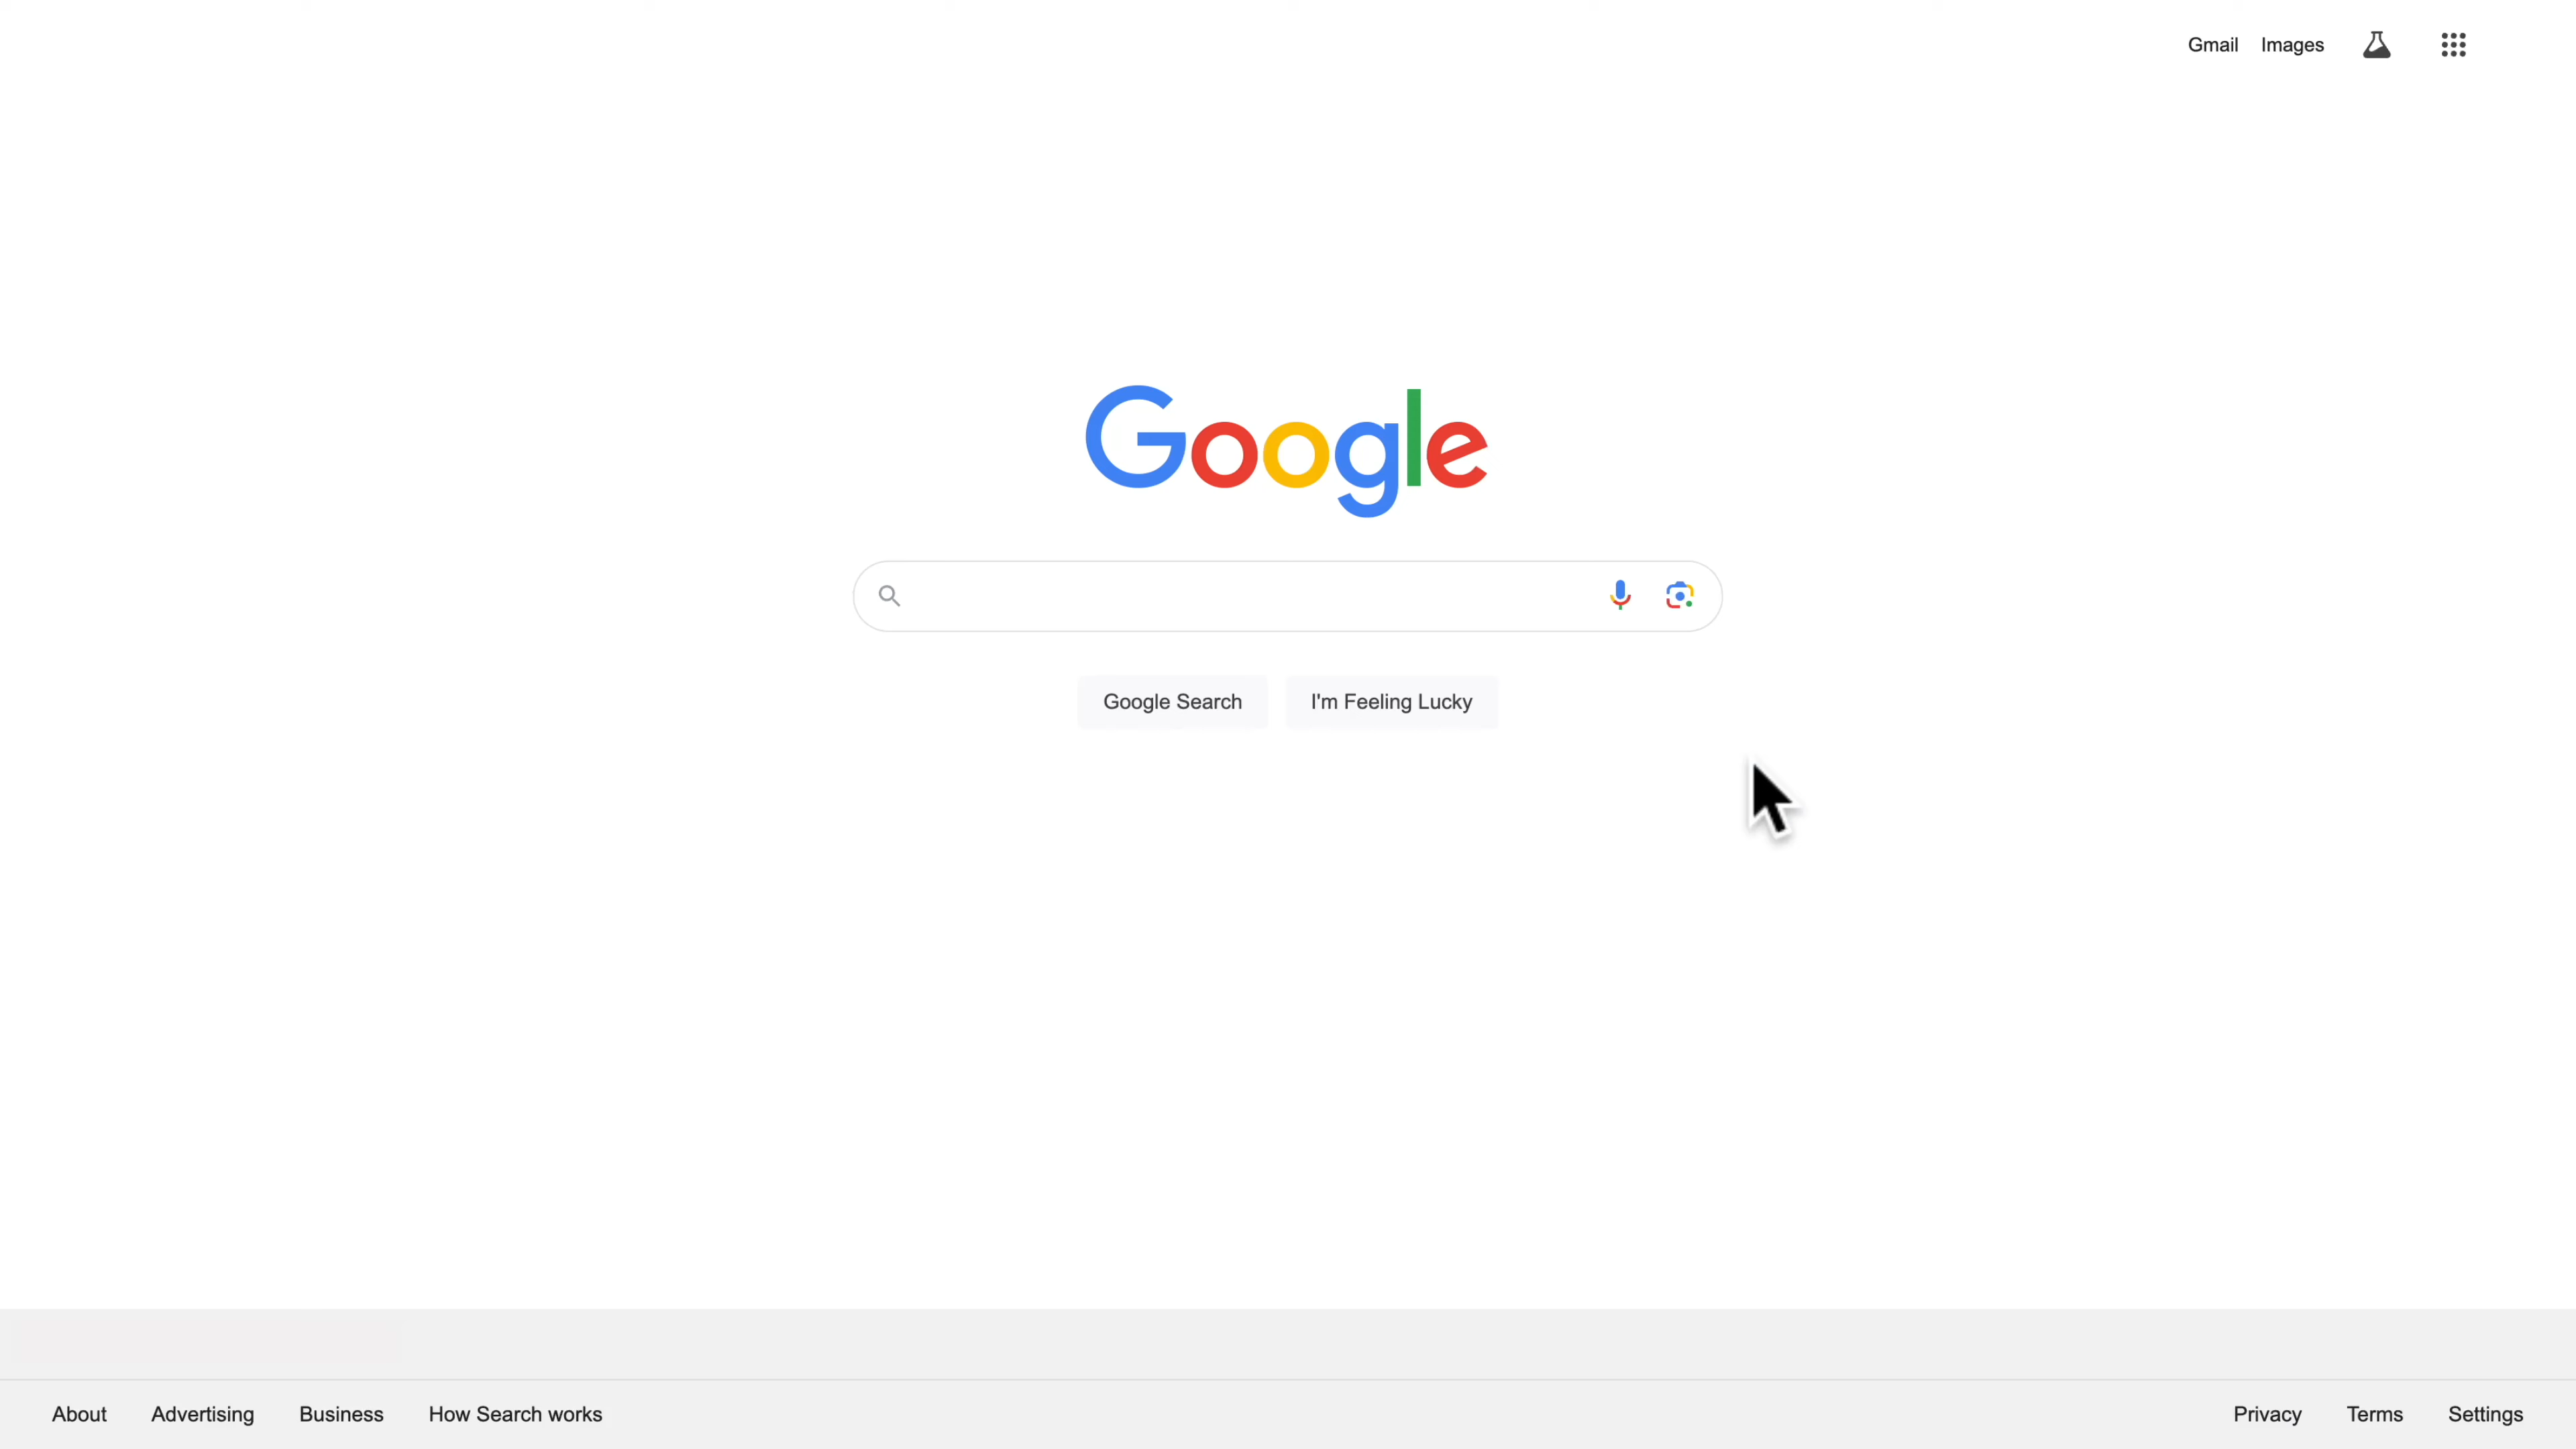 Gmail Images
Google
Google Search I'm Feeling Lucky
About Advertising Business How Search works Privacy Terms Settings